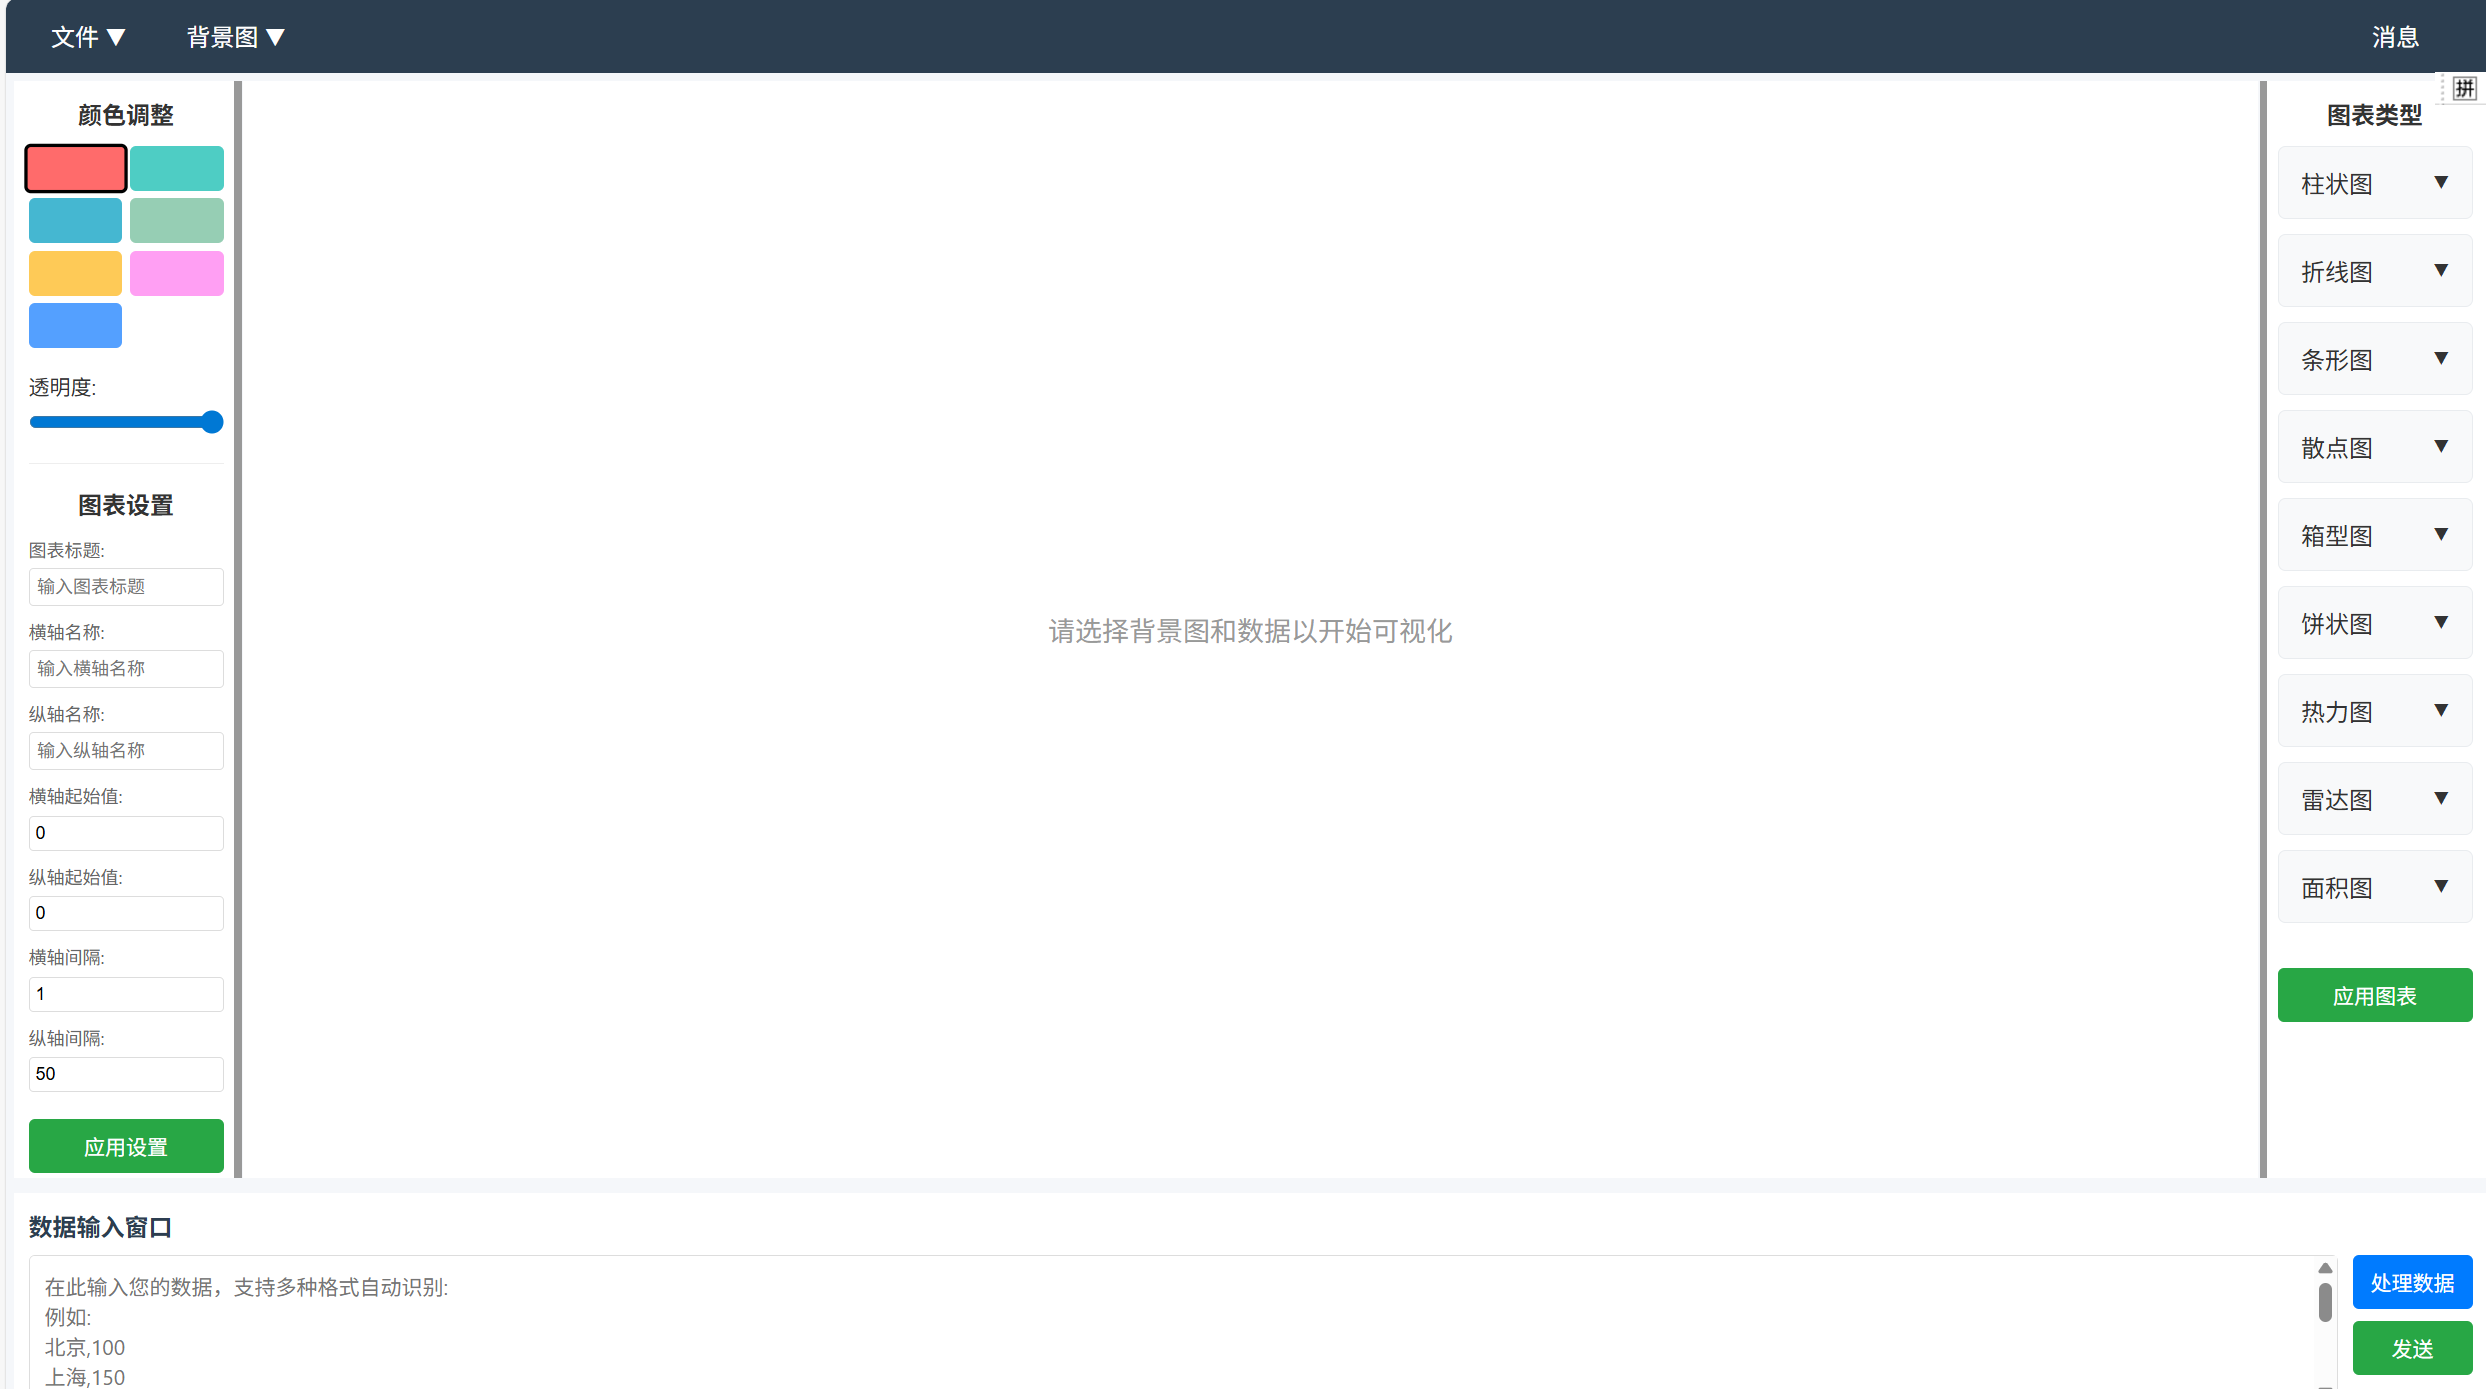 文件 ▼
背景图 ▼
消息
拼
颜色调整
透明度:
图表设置
图表标题:
输入图表标题
横轴名称:
输入横轴名称
纵轴名称:
输入纵轴名称
横轴起始值:
0
纵轴起始值:
0
横轴间隔:
1
纵轴间隔:
50
应用设置
请选择背景图和数据以开始可视化
图表类型
柱状图 ▼
折线图 ▼
条形图 ▼
散点图 ▼
箱型图 ▼
饼状图 ▼
热力图 ▼
雷达图 ▼
面积图 ▼
应用图表
数据输入窗口
在此输入您的数据，支持多种格式自动识别:
例如:
北京,100
上海,150
处理数据
发送